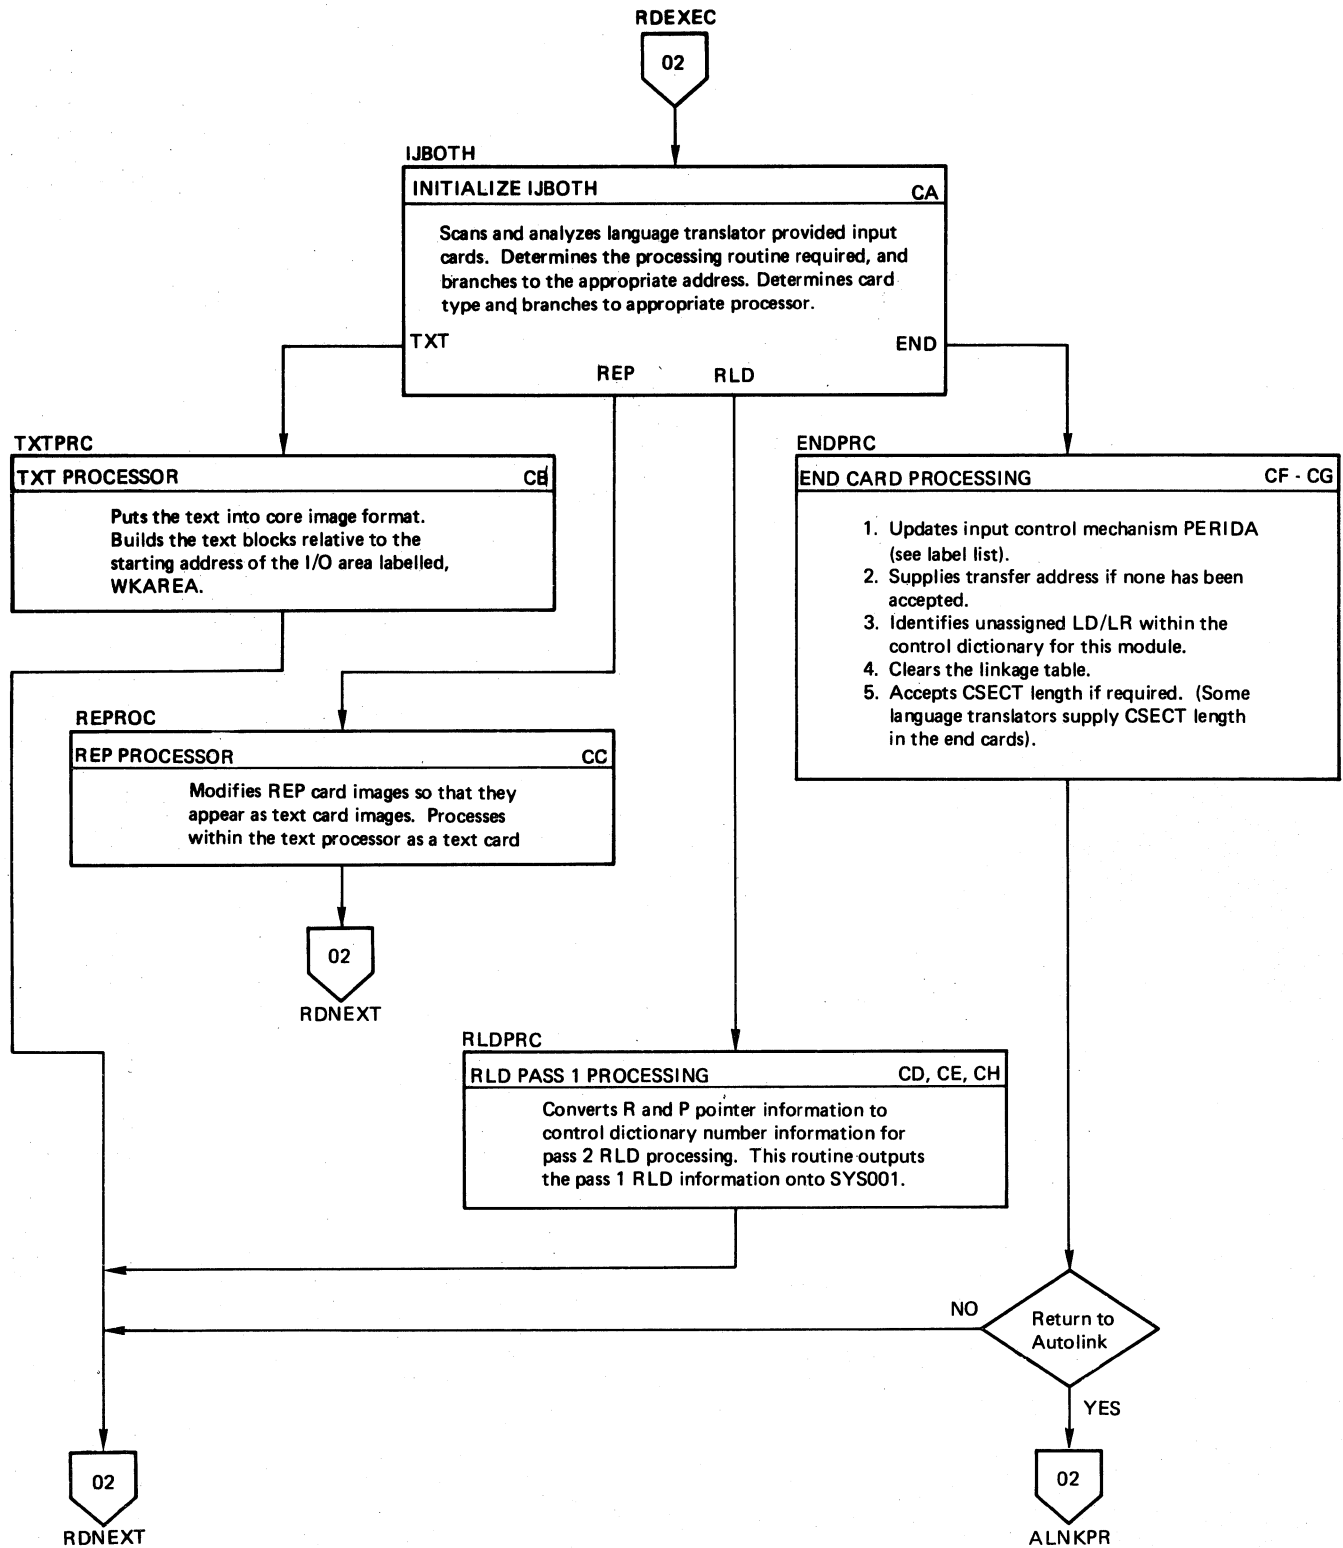 RDEXEC
02
IJBOTH
INITIALIZE IJBOTH CA
Scans and analyzes language translator provided input
cards. Determines the processing routine required, and
branches to the appropriate address. Determines card
type and branches to appropriate processor.
TXT
END
REP
RLD
TXTPRC
TXT PROCESSOR CB
Puts the text into core image format.
Builds the text blocks relative to the
starting address of the I/O area labelled,
WKAREA.
ENDPRC
END CARD PROCESSING CF - CG
1. Updates input control mechanism PERIDA
(see label list).
2. Supplies transfer address if none has been
accepted.
3. Identifies unassigned LD/LR within the
control dictionary for this module.
4. Clears the linkage table.
5. Accepts CSECT length if required. (Some
language translators supply CSECT length
in the end cards).
REPROC
REP PROCESSOR CC
Modifies REP card images so that they
appear as text card images. Processes
within the text processor as a text card
02
RDNEXT
RLDPRC
RLD PASS 1 PROCESSING CD, CE, CH
Converts R and P pointer information to
control dictionary number information for
pass 2 RLD processing. This routine outputs
the pass 1 RLD information onto SYS001.
NO
Return to
Autolink
YES
02
RDNEXT
02
ALNKPR